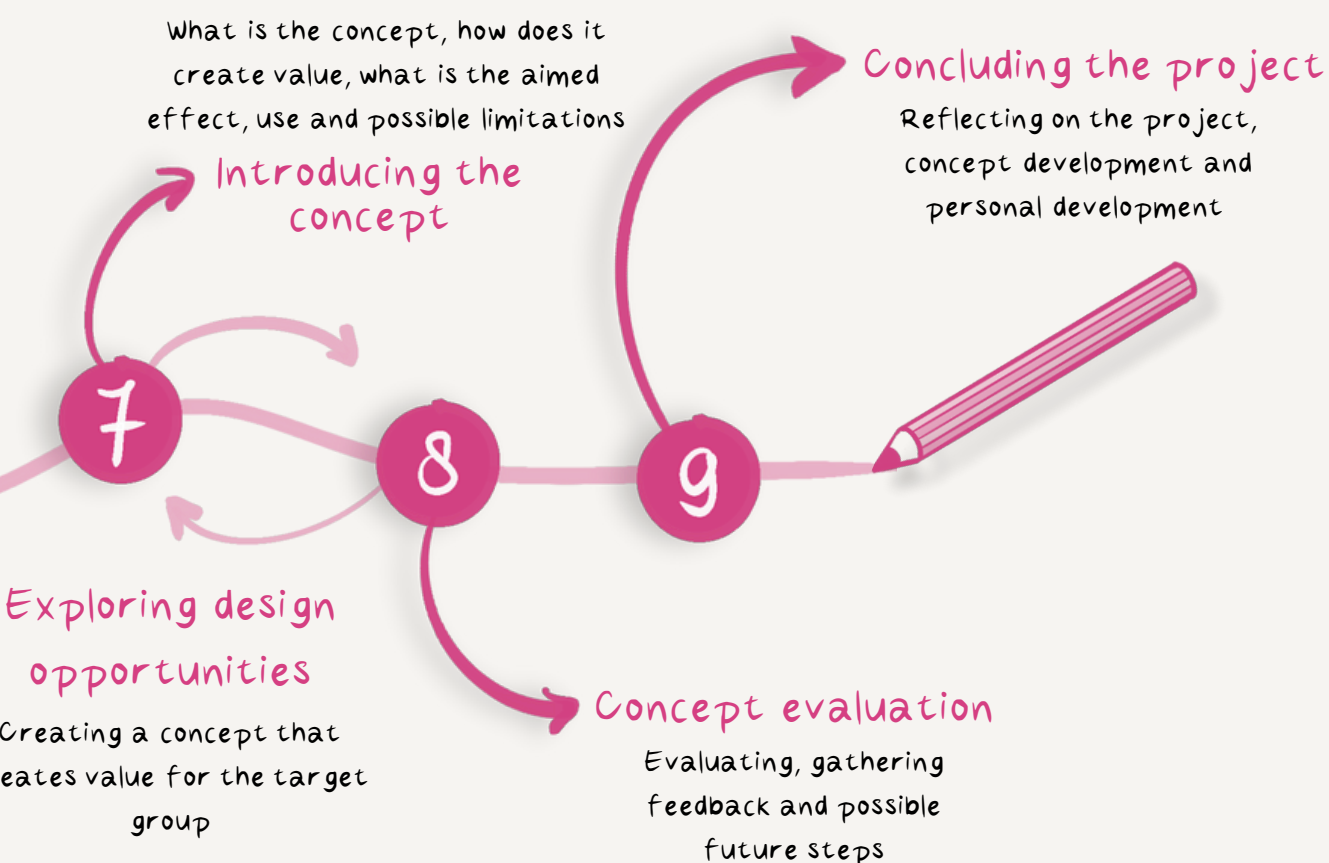 What is the concept, how does it
create value, what is the aimed
effect, use and possible limitations
Introducing the
concept
Concluding the project
Reflecting on the project,
concept development and
personal development
7
8
9
Exploring design
opportunities
Creating a concept that
eates value for the target
group
Concept evaluation
Evaluating, gathering
feedback and possible
future steps